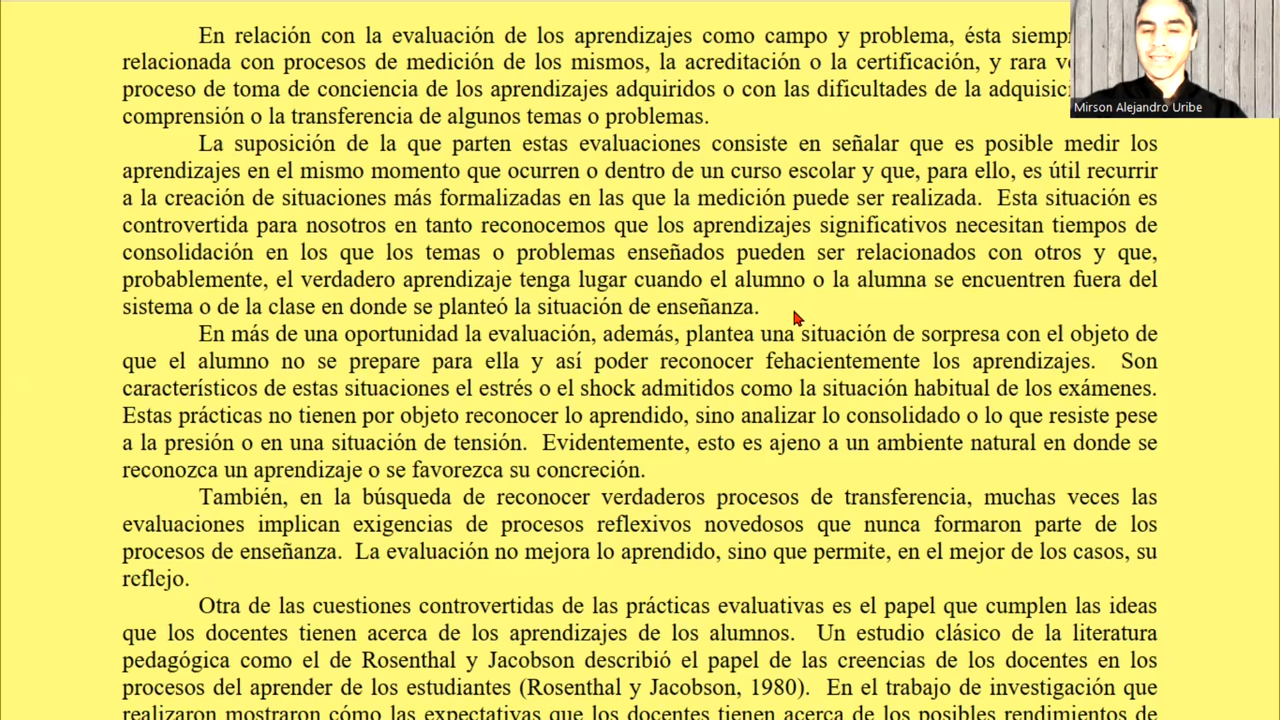 En relación con la evaluación de los aprendizajes como campo y problema, ésta
relacionada con procesos de medición de los mismos, la acreditación o la certificación, y rara
proceso de toma de conciencia de los aprendizajes adquiridos o con las dificultades de la
comprensión o la transferencia de algunos temas o problemas.
Mirson Alejandro Uribe
La suposición de la que parten estas evaluaciones consiste en señalar que es posible medir los
aprendizajes en el mismo momento que ocurren o dentro de un curso escolar y que, para ello, es útil recurrir
a la creación de situaciones más formalizadas en las que la medición puede ser realizada. Esta situación es
controvertida para nosotros en tanto reconocemos que los aprendizajes significativos necesitan tiempos de
consolidación en los que los temas o problemas enseñados pueden ser relacionados con otros y que,
probablemente, el verdadero aprendizaje tenga lugar cuando el alumno o la alumna se encuentren fuera del
sistema o de la clase en donde se planteó la situación de enseñanza.
En más de una oportunidad la evaluación, además, plantea una situación de sorpresa con el objeto de
que el alumno no se prepare para ella y así poder reconocer fehacientemente los aprendizajes. Son
característicos de estas situaciones el estrés o el shock admitidos como la situación habitual de los exámenes.
Estas prácticas no tienen por objeto reconocer lo aprendido, sino analizar lo consolidado o lo que resiste pese
a la presión o en una situación de tensión. Evidentemente, esto es ajeno a un ambiente natural en donde se
reconozca un aprendizaje o se favorezca su concreción.
También, en la búsqueda de reconocer verdaderos procesos de transferencia, muchas veces las
evaluaciones implican exigencias de procesos reflexivos novedosos que nunca formaron parte de los
procesos de enseñanza. La evaluación no mejora lo aprendido, sino que permite, en el mejor de los casos, su
reflejo.
Otra de las cuestiones controvertidas de las prácticas evaluativas es el papel que cumplen las ideas
que los docentes tienen acerca de los aprendizajes de los alumnos. Un estudio clásico de la literatura
pedagógica como el de Rosenthal y Jacobson describió el papel de las creencias de los docentes en los
procesos del aprender de los estudiantes (Rosenthal y Jacobson, 1980). En el trabajo de investigación que
realizaron mostraron cómo las expectativas que los docentes tienen acerca de los posibles rendimientos de